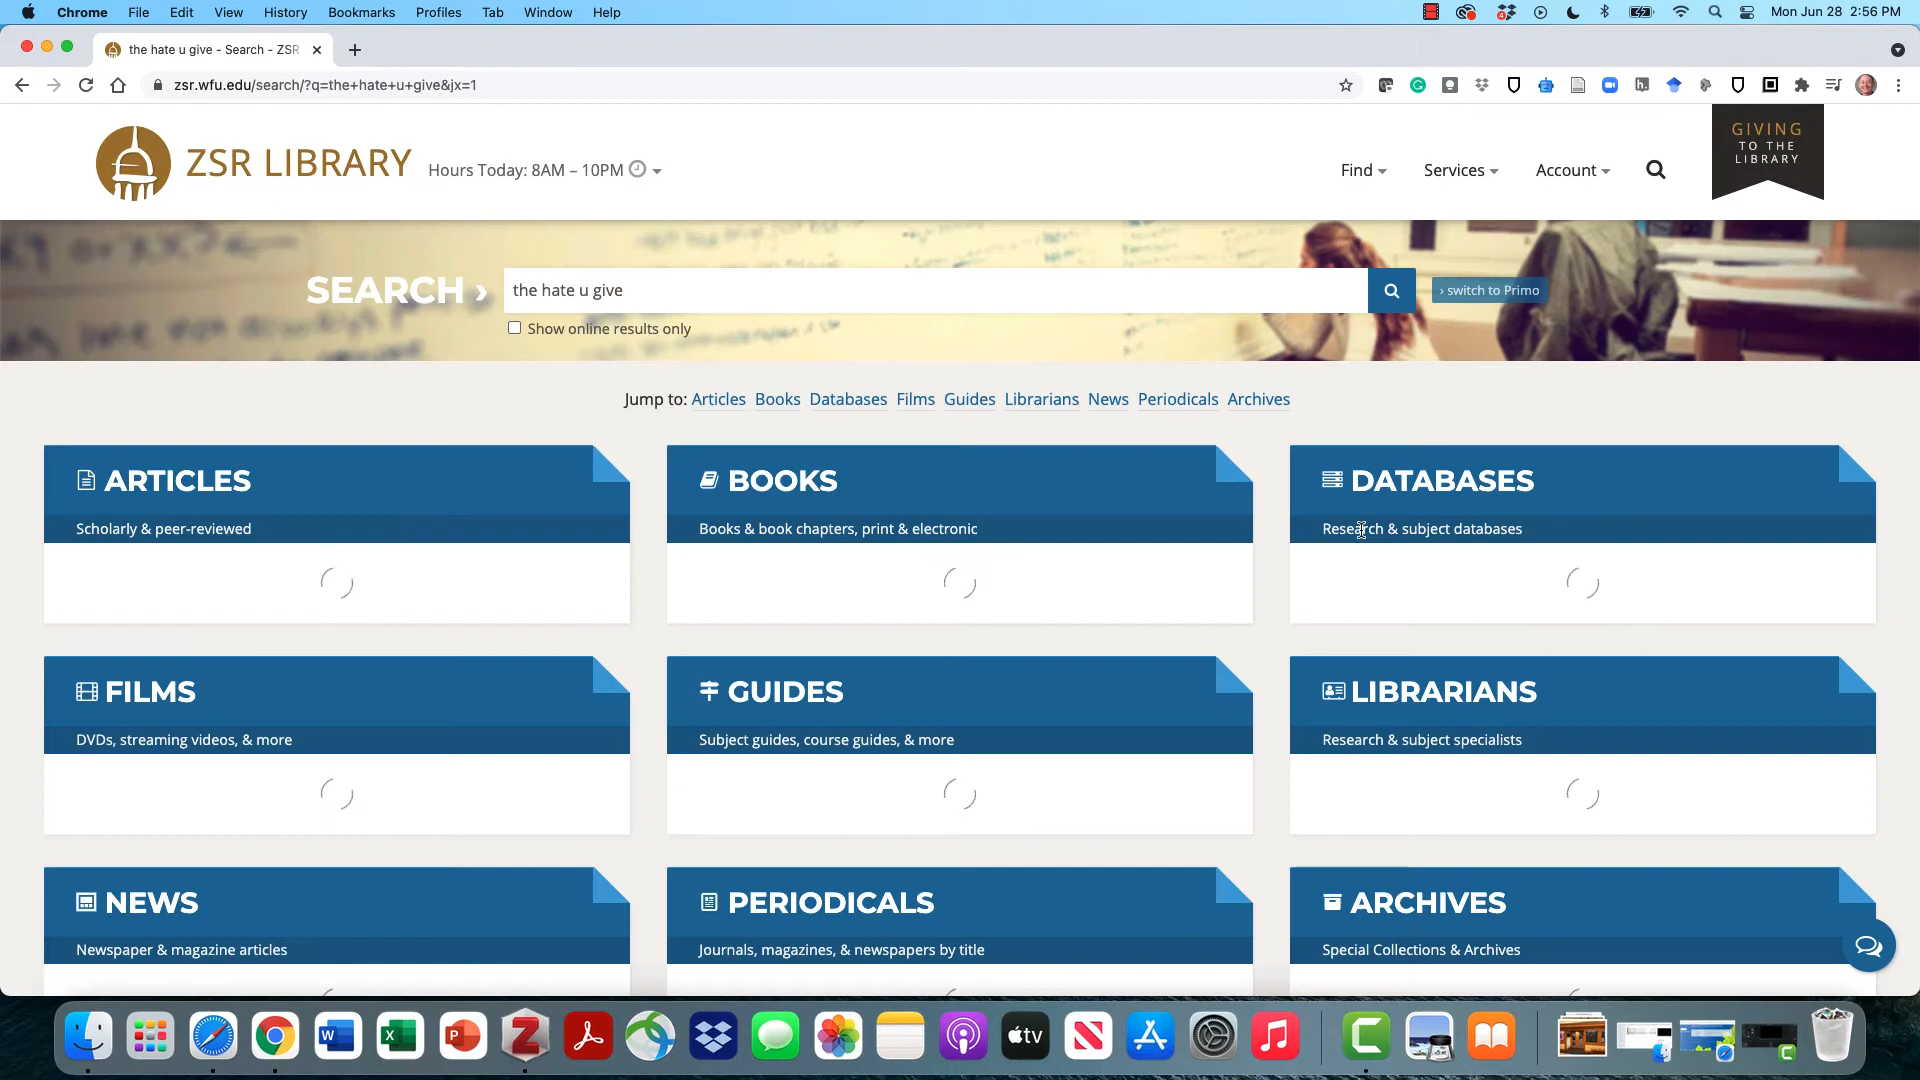 Chrome File Edit View History Bookmarks Profiles Tab Window Help
Mon Jun 28 2:56 PM
the hate u give - Search - ZSR
zsr.wfu.edu/search/?q=the+hate+u+give&jx=1
ZSR LIBRARY
Hours Today: 8AM – 10PM
Find
Services
Account
GIVING
TO THE
LIBRARY
SEARCH ›
the hate u give
› switch to Primo
Show online results only
Jump to: Articles Books Databases Films Guides Librarians News Periodicals Archives
ARTICLES
Scholarly & peer-reviewed
BOOKS
Books & book chapters, print & electronic
DATABASES
Research & subject databases
FILMS
DVDs, streaming videos, & more
GUIDES
Subject guides, course guides, & more
LIBRARIANS
Research & subject specialists
NEWS
Newspaper & magazine articles
PERIODICALS
Journals, magazines, & newspapers by title
ARCHIVES
Special Collections & Archives
tv